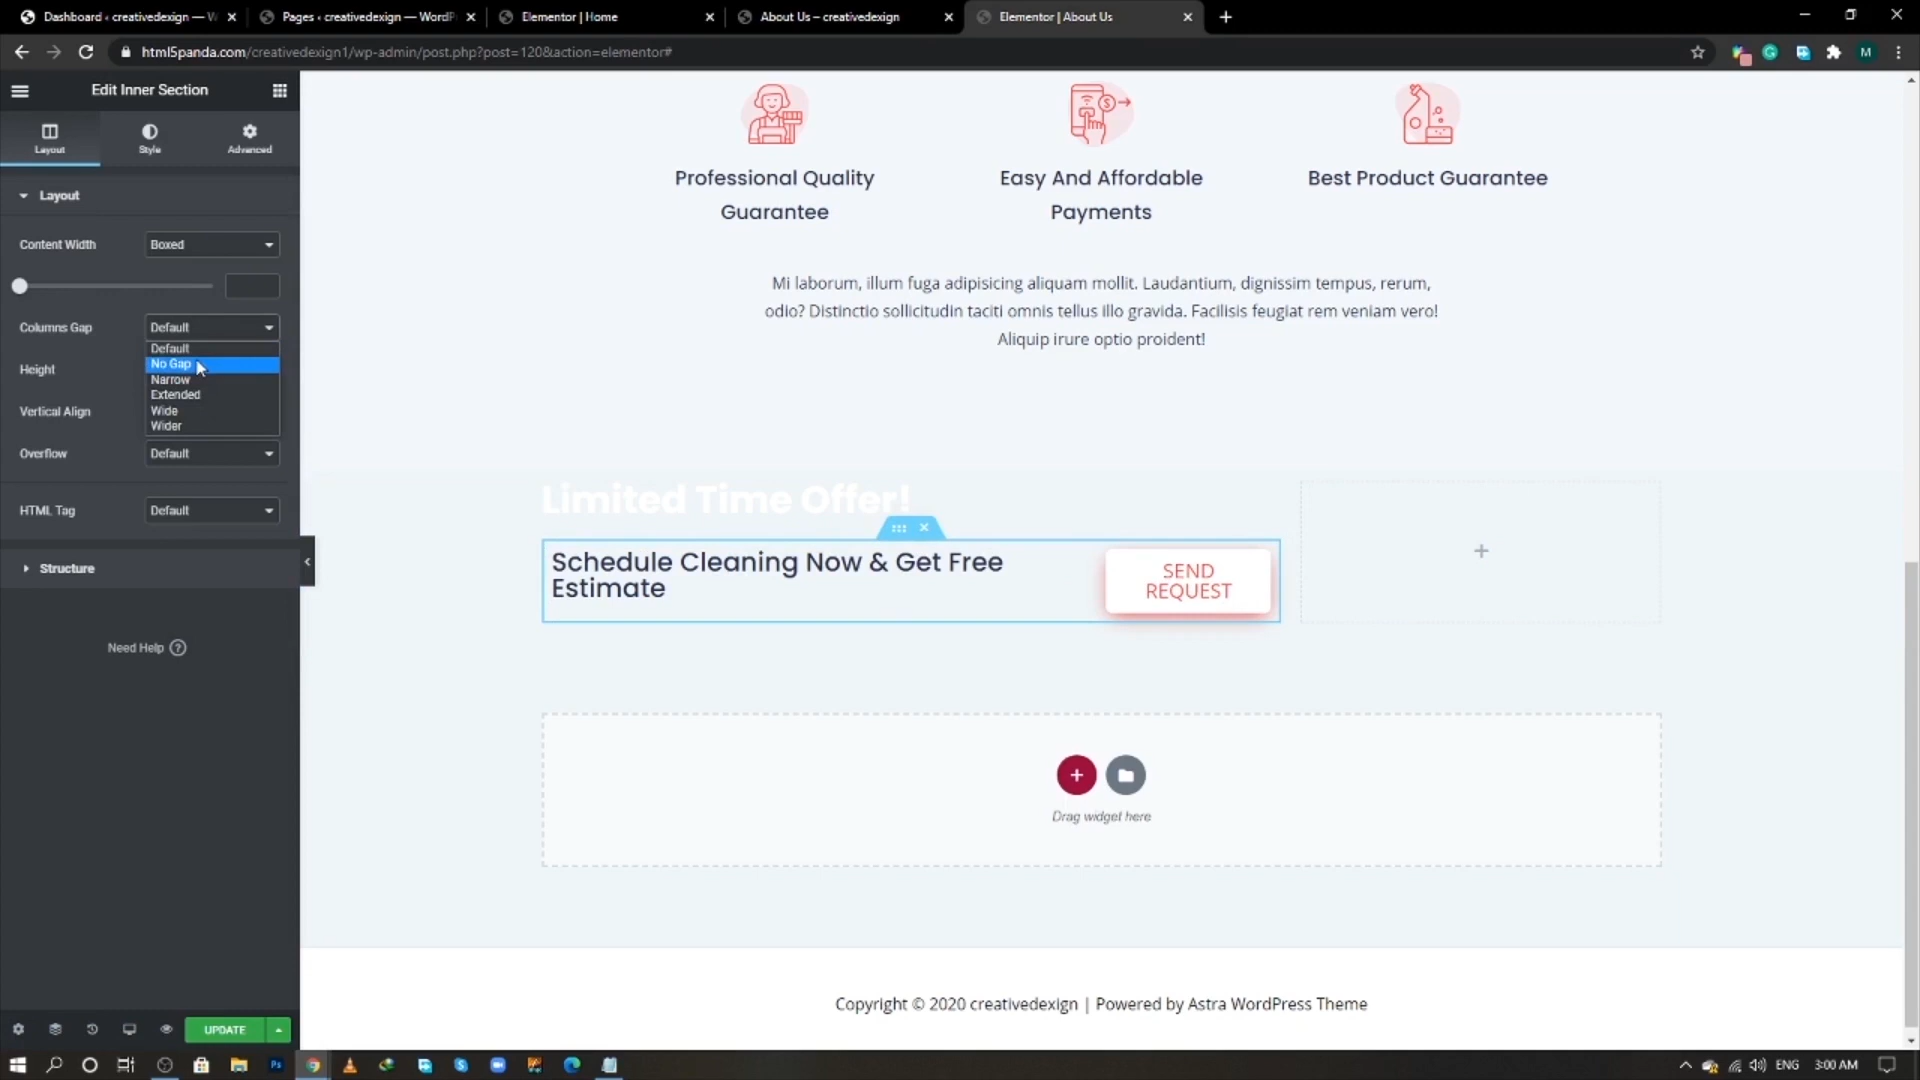 Dashboard ‹ creativedexign — W
Pages ‹ creativedexign — WordP
Elementor | Home
About Us – creativedexign
Elementor | About Us
html5panda.com/creativedexign1/wp-admin/post.php?post=120&action=elementor#
M
Edit Inner Section
Layout
Style
Advanced
Layout
Content Width
Boxed
Columns Gap
Default
Default
No Gap
Narrow
Extended
Wide
Wider
Height
Vertical Align
Overflow
Default
HTML Tag
Default
Structure
Need Help ?
UPDATE
Professional Quality
Guarantee
Easy And Affordable
Payments
Best Product Guarantee
Mi laborum, illum fuga adipisicing aliquam mollit. Laudantium, dignissim tempus, rerum,
odio? Distinctio sollicitudin taciti omnis tellus illo gravida. Facilisis feugiat rem veniam vero!
Aliquip irure optio proident!
Limited Time Offer!
Schedule Cleaning Now & Get Free
Estimate
SEND
REQUEST
Drag widget here
Copyright © 2020 creativedexign | Powered by Astra WordPress Theme
Ps
ENG
3:00 AM